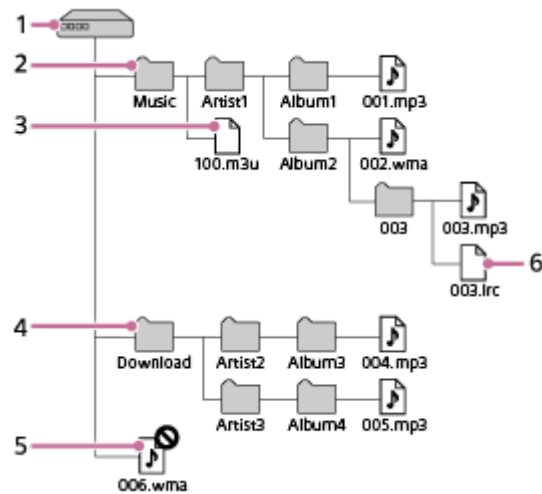 1
2
Music Artist1 Album1 001.mp3
3
100.m3u Album2 002.wma
003 003.mp3
6
003.lrc
4
Download Artist2 Album3 004.mp3
Artist3 Album4 005.mp3
5
006.wma